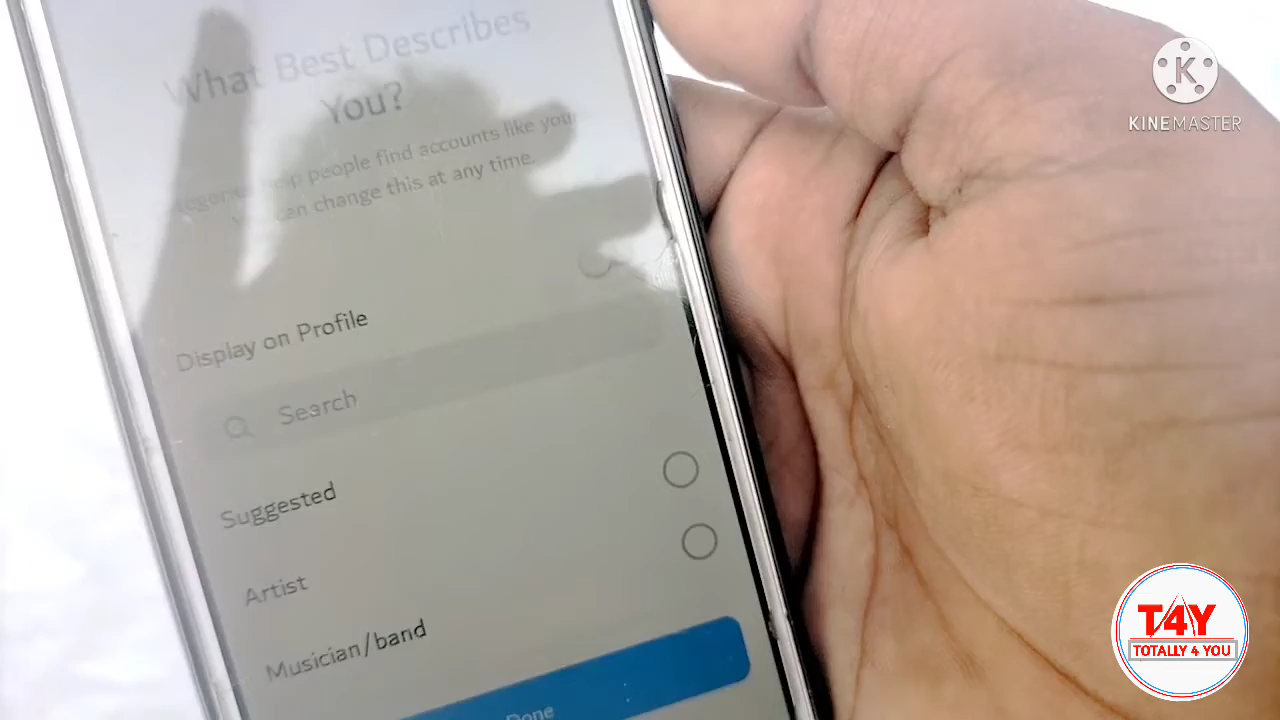 What Best Describes
You?
help people find accounts like you.
can change this at any time.
Display on Profile
Search
Suggested
Artist
Musician/band
Done
K
KINEMASTER
T4Y
TOTALLY 4 YOU